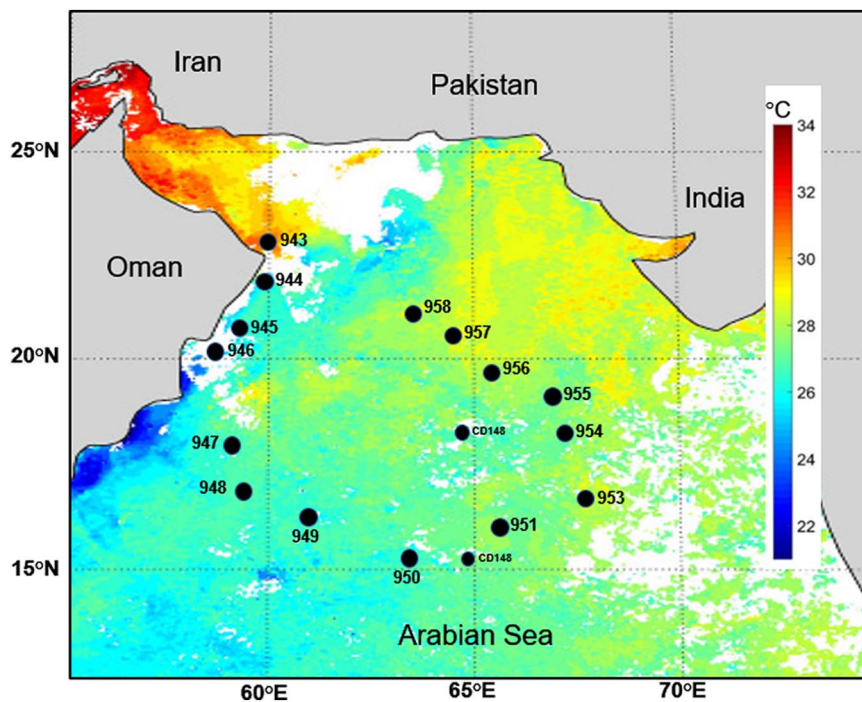 Iran
Pakistan
°C
34
25°N
32
India
30
943
Oman
944
28
958
945
957
946
20°N
956
26
955
CD148
954
947
24
948
953
949
951
22
950
CD148
15°N
Arabian Sea
60°E
65°E
70°E